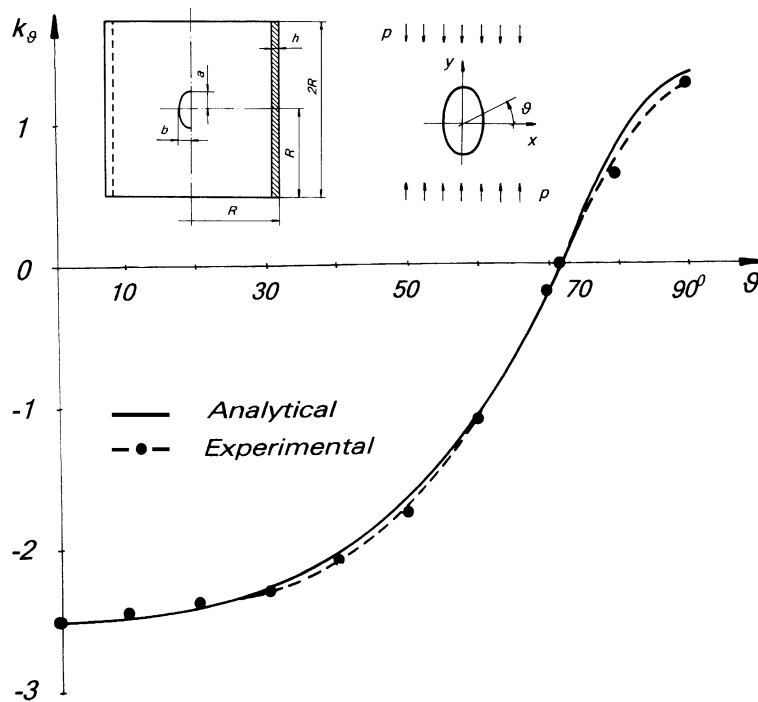 kϑ
h
p
a
2R
y
ϑ
1
b
x
R
R
p
0
10
30
50
70
90⁰
ϑ
-1
Analytical
Experimental
-2
-3